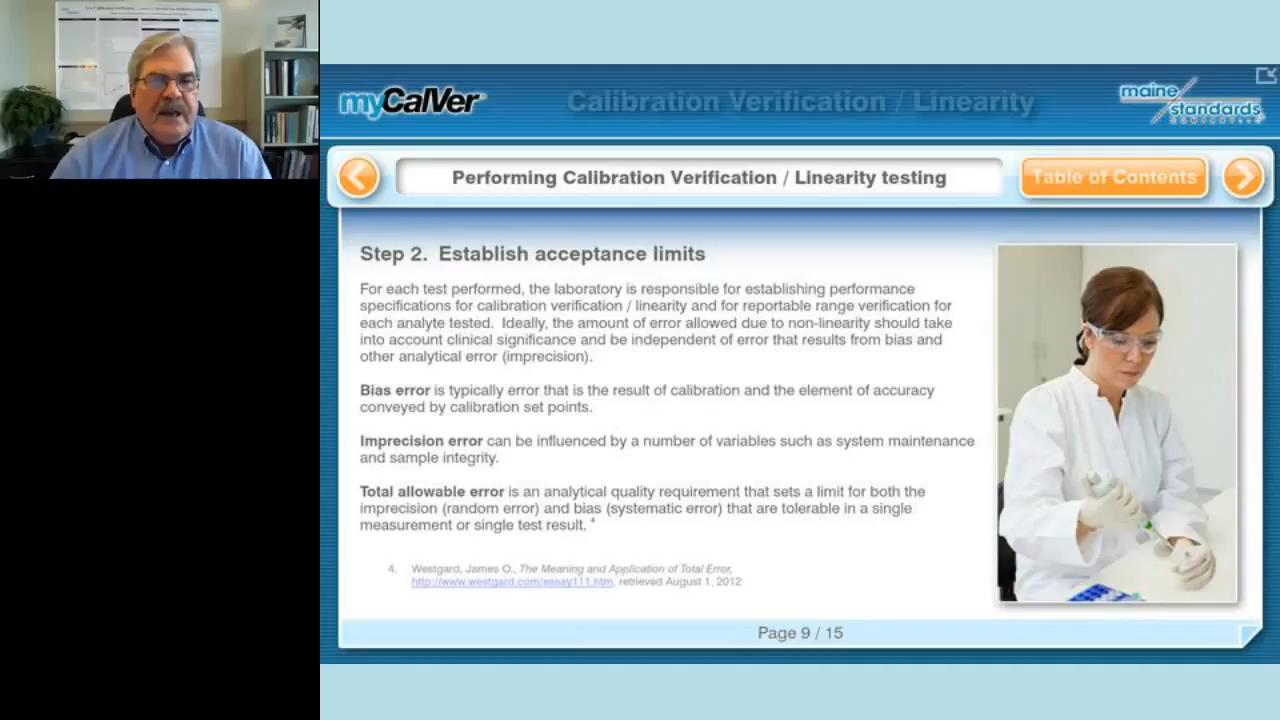 myCalVer
Calibration Verification / Linearity
maine standards
Performing Calibration Verification / Linearity testing
Table of Contents
Step 2. Establish acceptance limits
For each test performed, the laboratory is responsible for establishing performance
specifications for calibration verification / linearity and for reportable range verification for
each analyte tested. Ideally, the amount of error allowed due to non-linearity should take
into account clinical significance and be independent of error that results from bias and
other analytical error (imprecision).
Bias error is typically error that is the result of calibration and the element of accuracy
conveyed by calibration set points.
Imprecision error can be influenced by a number of variables such as system maintenance
and sample integrity.
Total allowable error is an analytical quality requirement that sets a limit for both the
imprecision (random error) and bias (systematic error) that are tolerable in a single
measurement or single test result. 4
4. Westgard, James O., The Meaning and Application of Total Error,
http://www.westgard.com/essay111.htm, retrieved August 1, 2012
Page 9 / 15